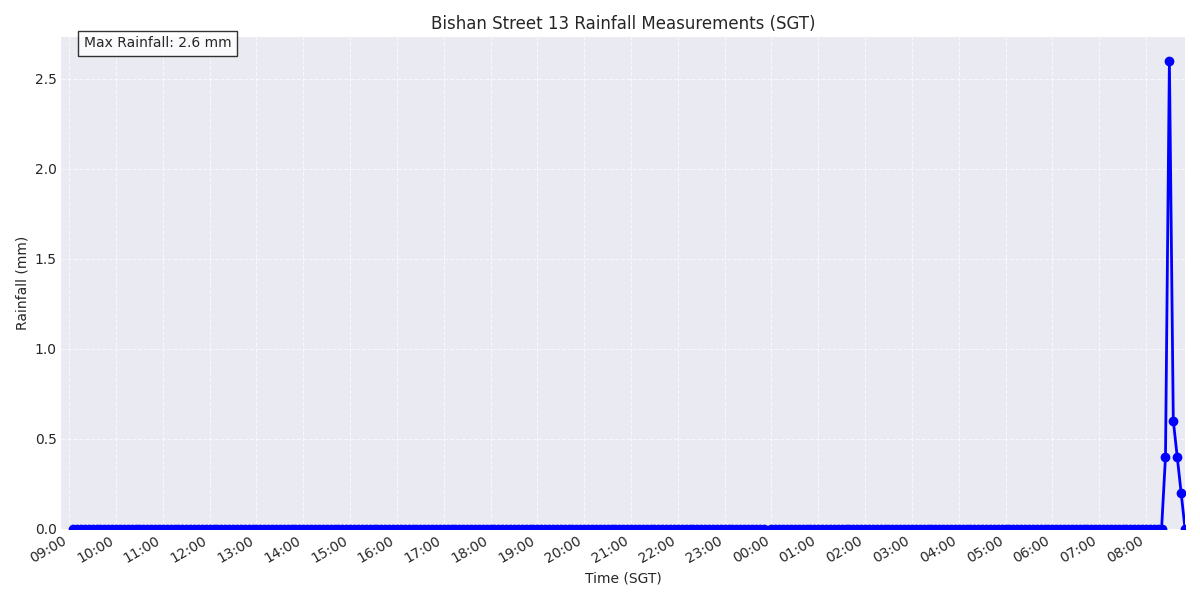 Bishan Street 13 Rainfall Measurements (SGT)
Max Rainfall: 2.6 mm
Rainfall (mm)
2.5
2.0
1.5
1.0
0.5
0.0
09:00 10:00 11:00 12:00 13:00 14:00 15:00 16:00 17:00 18:00 19:00 20:00 21:00 22:00 23:00 00:00 01:00 02:00 03:00 04:00 05:00 06:00 07:00 08:00
Time (SGT)